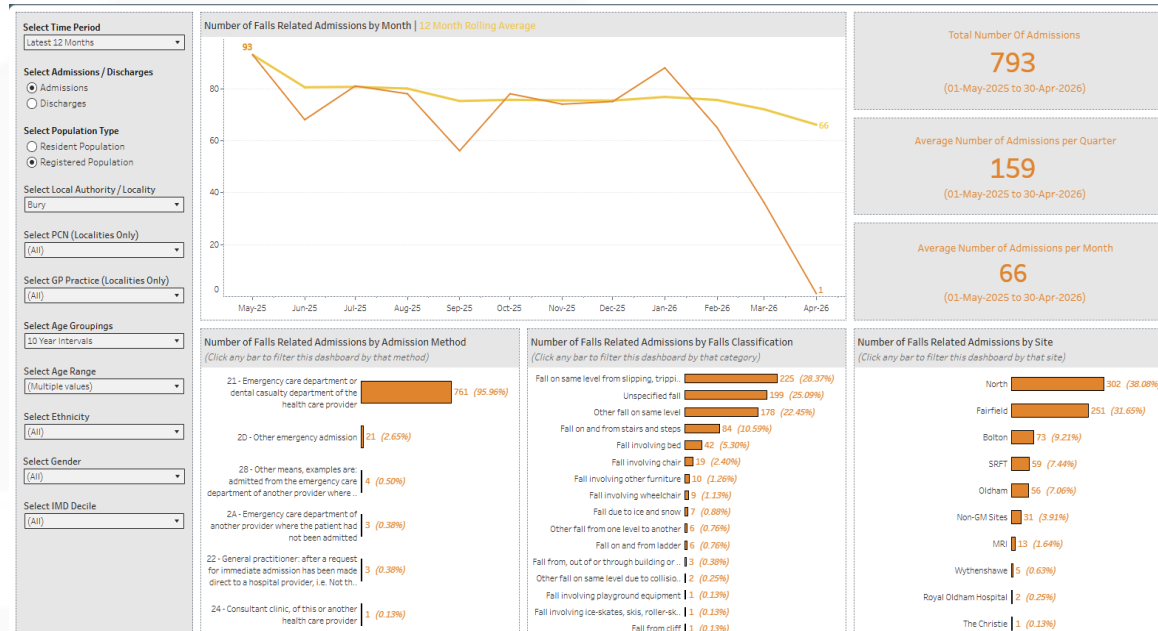 Select Time Period
Latest 12 Months
Select Admissions / Discharges
Admissions
Discharges
Select Population Type
Resident Population
Registered Population
Select Local Authority / Locality
Bury
Select PCN (Localities Only)
(All)
Select GP Practice (Localities Only)
(All)
Select Age Groupings
10 Year Intervals
Select Age Range
(Multiple values)
Select Ethnicity
(All)
Select Gender
(All)
Select IMD Decile
(All)
Number of Falls Related Admissions by Month | 12 Month Rolling Average
93
80
60
40
20
0
66
1
May-25 Jun-25 Jul-25 Aug-25 Sep-25 Oct-25 Nov-25 Dec-25 Jan-26 Feb-26 Mar-26 Apr-26
Total Number Of Admissions
793
(01-May-2025 to 30-Apr-2026)
Average Number of Admissions per Quarter
159
(01-May-2025 to 30-Apr-2026)
Average Number of Admissions per Month
66
(01-May-2025 to 30-Apr-2026)
Number of Falls Related Admissions by Admission Method
(Click any bar to filter this dashboard by that method)
21 - Emergency care department or
dental casualty department of the
health care provider
761 (95.96%)
2D - Other emergency admission 21 (2.65%)
28 - Other means, examples are:
admitted from the emergency care
department of another provider where..
4 (0.50%)
2A - Emergency care department of
another provider where the patient had
not been admitted
3 (0.38%)
22 - General practitioner: after a request
for immediate admission has been made
direct to a hospital provider, i.e. Not th..
3 (0.38%)
24 - Consultant clinic, of this or another
health care provider
1 (0.13%)
Number of Falls Related Admissions by Falls Classification
(Click any bar to filter this dashboard by that category)
Fall on same level from slipping, trippi.. 225 (28.37%)
Unspecified fall 199 (25.09%)
Other fall on same level 178 (22.45%)
Fall on and from stairs and steps 84 (10.59%)
Fall involving bed 42 (5.30%)
Fall involving chair 19 (2.40%)
Fall involving other furniture 10 (1.26%)
Fall involving wheelchair 9 (1.13%)
Fall due to ice and snow 7 (0.88%)
Other fall from one level to another 6 (0.76%)
Fall on and from ladder 6 (0.76%)
Fall from, out of or through building or .. 3 (0.38%)
Other fall on same level due to collisio.. 2 (0.25%)
Fall involving playground equipment 1 (0.13%)
Fall involving ice-skates, skis, roller-sk.. 1 (0.13%)
Fall from cliff 1 (0.13%)
Number of Falls Related Admissions by Site
(Click any bar to filter this dashboard by that site)
North 302 (38.08%)
Fairfield 251 (31.65%)
Bolton 73 (9.21%)
SRFT 59 (7.44%)
Oldham 56 (7.06%)
Non-GM Sites 31 (3.91%)
MRI 13 (1.64%)
Wythenshawe 5 (0.63%)
Royal Oldham Hospital 2 (0.25%)
The Christie 1 (0.13%)